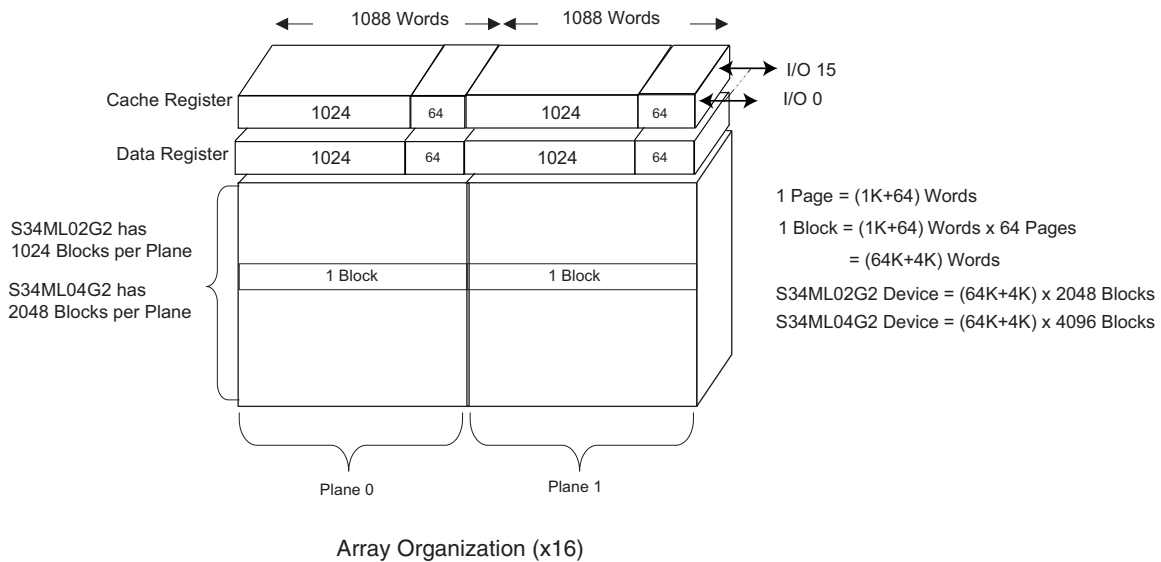 1088 Words
1088 Words
I/O 15
I/O 0
Cache Register
1024
64
1024
64
Data Register
1024
64
1024
64
S34ML02G2 has
1024 Blocks per Plane
S34ML04G2 has
2048 Blocks per Plane
1 Block
1 Block
1 Page = (1K+64) Words
1 Block = (1K+64) Words x 64 Pages
= (64K+4K) Words
S34ML02G2 Device = (64K+4K) x 2048 Blocks
S34ML04G2 Device = (64K+4K) x 4096 Blocks
Plane 0
Plane 1
Array Organization (x16)